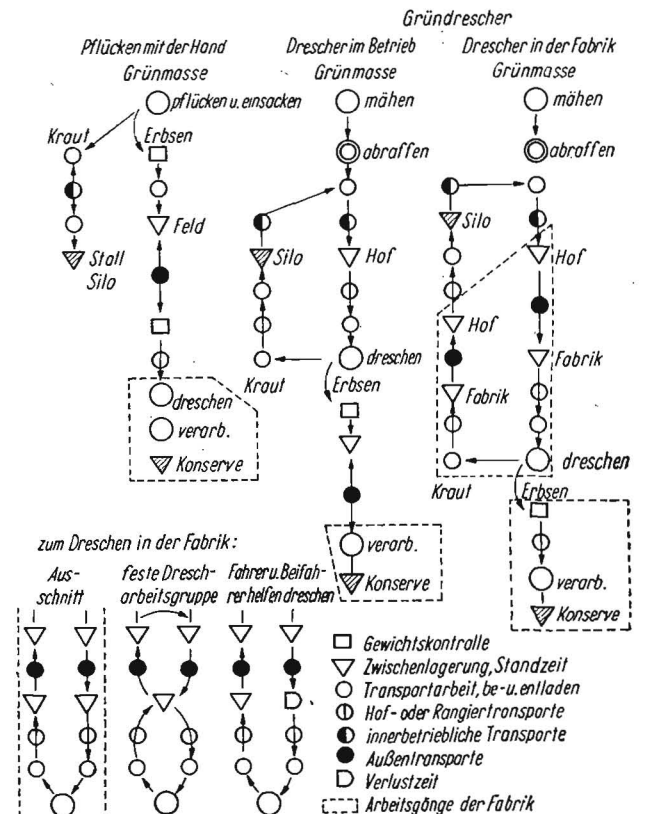 Gründrescher
Pflücken mit der Hand
Grünmasse
pflücken u. einsacken
Kraut
Erbsen
Feld
Stall
Silo
dreschen
verarb.
Konserve
Drescher im Betrieb
Grünmasse
mähen
abraffen
Silo
Hof
dreschen
Kraut
Erbsen
verarb.
Konserve
Drescher in der Fabrik
Grünmasse
mähen
abraffen
Silo
Hof
Hof
Fabrik
Fabrik
dreschen
Kraut
Erbsen
verarb.
Konserve
zum Dreschen in der Fabrik:
Aus-
schnitt
feste Dresch-
arbeitsgruppe
Fahrer u. Beifah-
rer helfen dreschen
Gewichtskontrolle
Zwischenlagerung, Standzeit
Transportarbeit, be- u. entladen
Hof- oder Rangiertransporte
innerbetriebliche Transporte
Außentransporte
Verlustzeit
Arbeitsgänge der Fabrik